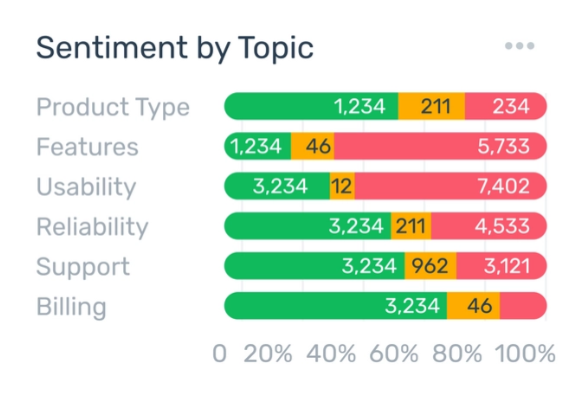 Sentiment by Topic
Product Type 1,234 211 234
Features 1,234 46 5,733
Usability 3,234 12 7,402
Reliability 3,234 211 4,533
Support 3,234 962 3,121
Billing 3,234 46
0 20% 40% 60% 80% 100%